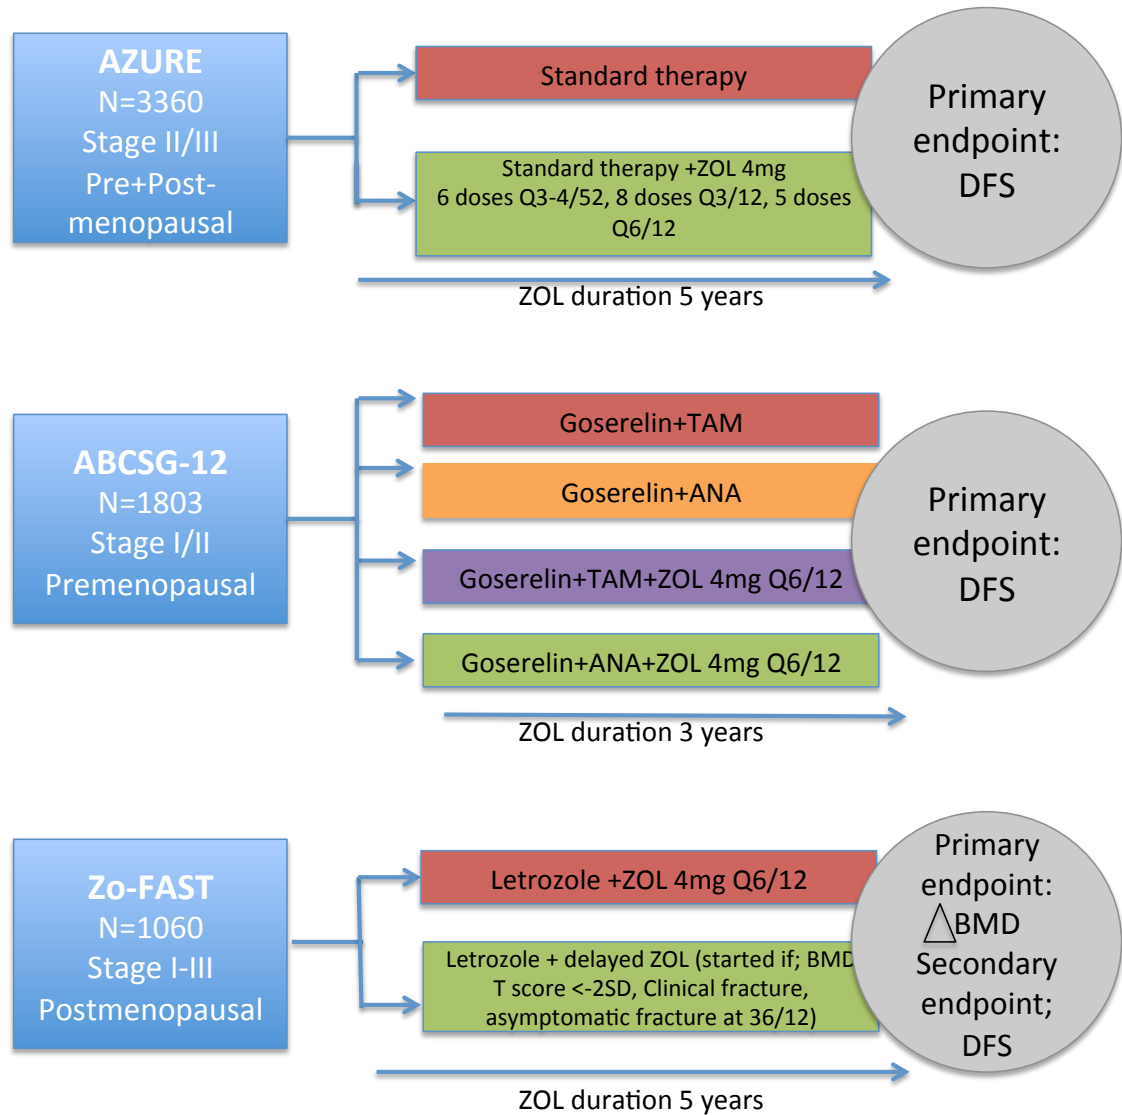 AZURE
N=3360
Stage II/III
Pre+Post-
menopausal
Standard therapy
Standard therapy +ZOL 4mg
6 doses Q3-4/52, 8 doses Q3/12, 5 doses
Q6/12
Primary
endpoint:
DFS
ZOL duration 5 years
ABCSG-12
N=1803
Stage I/II
Premenopausal
Goserelin+TAM
Goserelin+ANA
Goserelin+TAM+ZOL 4mg Q6/12
Goserelin+ANA+ZOL 4mg Q6/12
Primary
endpoint:
DFS
ZOL duration 3 years
Zo-FAST
N=1060
Stage I-III
Postmenopausal
Letrozole +ZOL 4mg Q6/12
Letrozole + delayed ZOL (started if; BMD
T score <-2SD, Clinical fracture,
asymptomatic fracture at 36/12)
Primary
endpoint:
△BMD
Secondary
endpoint;
DFS
ZOL duration 5 years